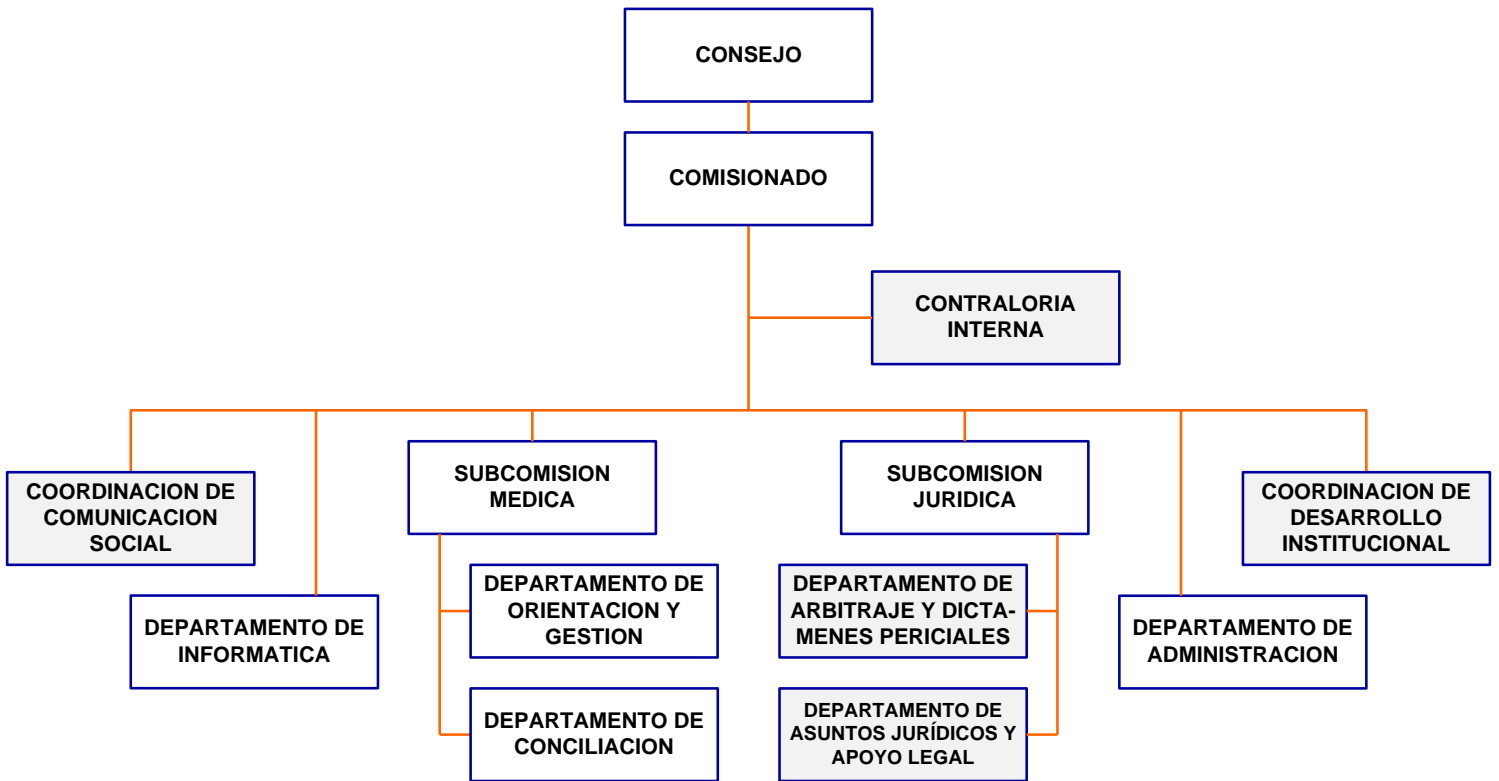 CONSEJO
COMISIONADO
CONTRALORIA
INTERNA
COORDINACION DE
COMUNICACION
SOCIAL
DEPARTAMENTO DE
INFORMATICA
SUBCOMISION
MEDICA
DEPARTAMENTO DE
ORIENTACION Y
GESTION
DEPARTAMENTO DE
CONCILIACION
SUBCOMISION
JURIDICA
DEPARTAMENTO DE
ARBITRAJE Y DICTA-
MENES PERICIALES
DEPARTAMENTO DE
ASUNTOS JURÍDICOS Y
APOYO LEGAL
DEPARTAMENTO DE
ADMINISTRACION
COORDINACION DE
DESARROLLO
INSTITUCIONAL